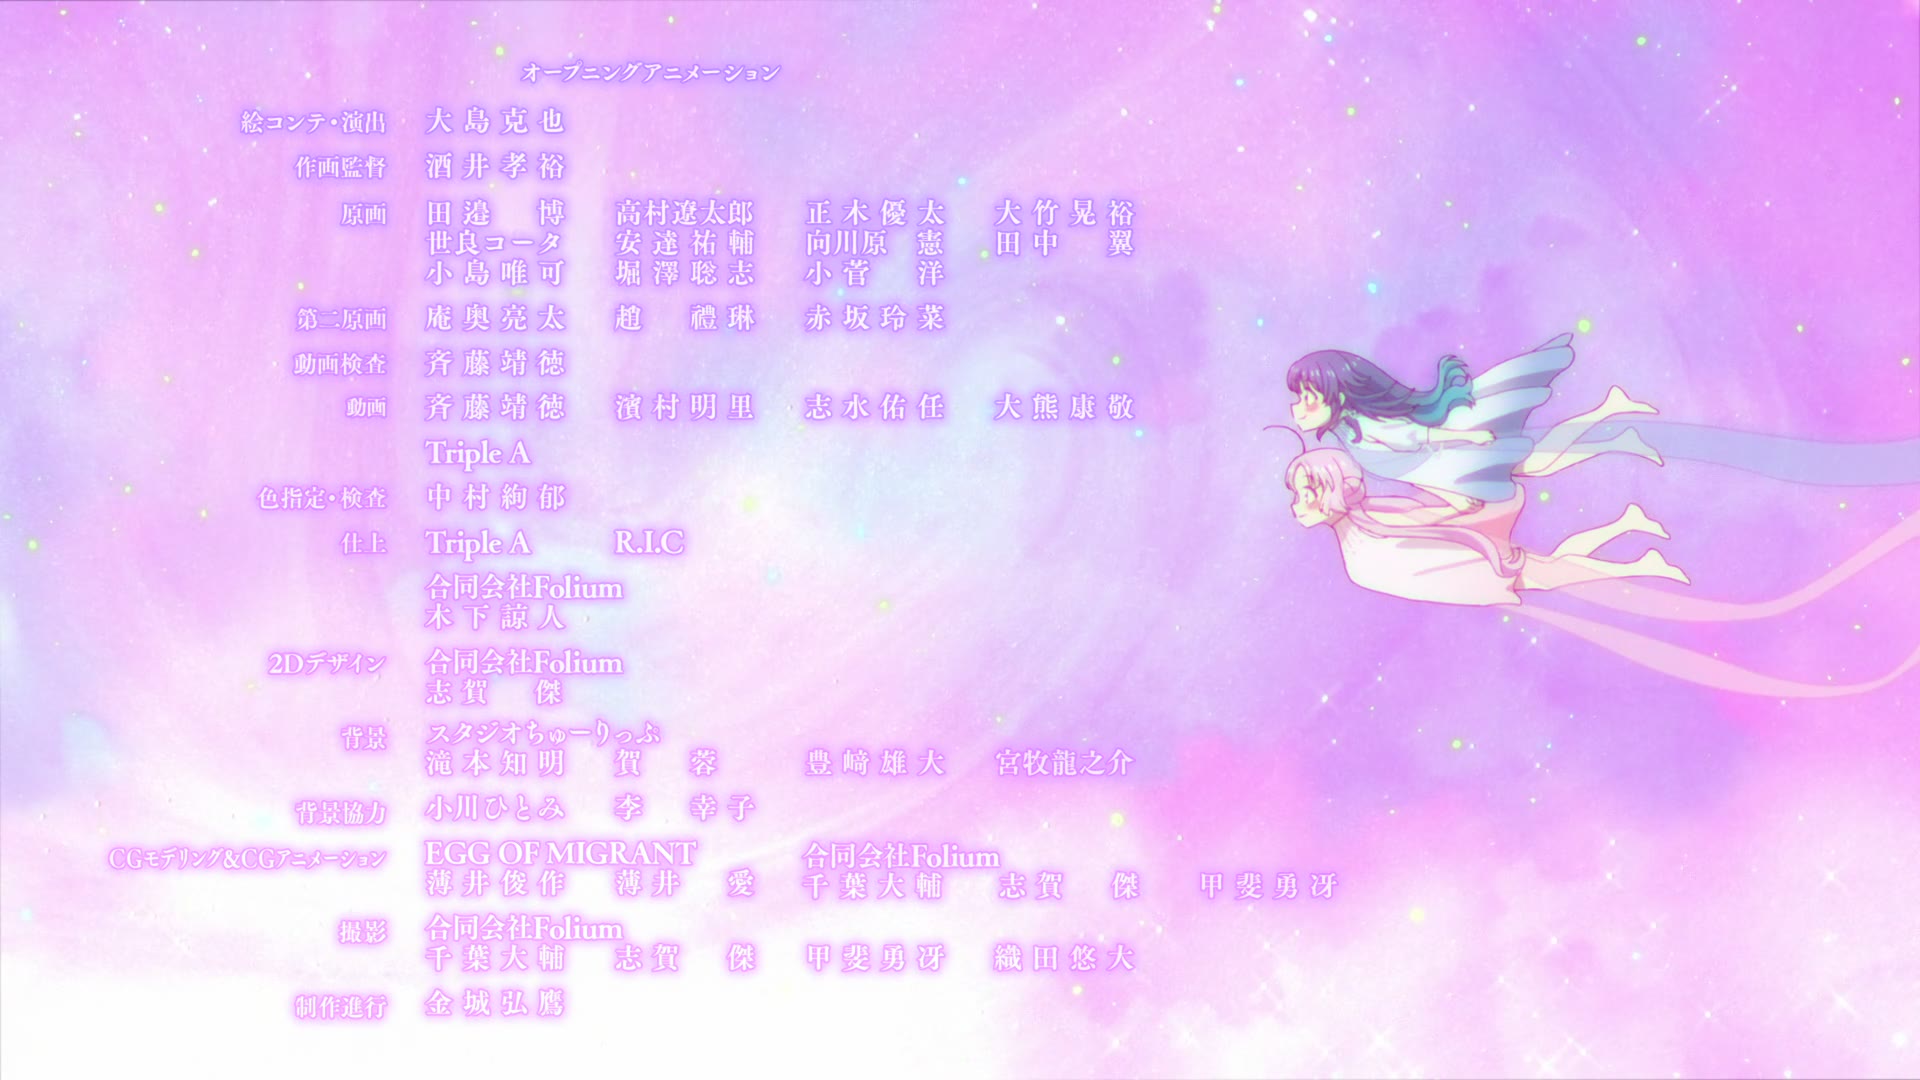 オープニングアニメーション
絵コンテ・演出 大島克也
作画監督 酒井孝裕
原画 田邉 博 高村遼太郎 正木優太 大竹晃裕
世良コータ 安達祐輔 向川原 憲 田中 翼
小島唯可 堀澤聡志 小菅 洋
第二原画 庵奥亮太 趙 禮琳 赤坂玲菜
動画検査 斉藤靖徳
動画 斉藤靖徳 濱村明里 志水佑任 大熊康敬
Triple A
色指定・検査 中村絢郁
仕上 Triple A R.I.C
合同会社Folium
木下諒人
2Dデザイン 合同会社Folium
志賀 傑
背景 スタジオちゅーりっぷ
滝本知明 賀 蓉 豊﨑雄大 宮牧龍之介
背景協力 小川ひとみ 李 幸子
CGモデリング&CGアニメーション EGG OF MIGRANT 合同会社Folium
薄井俊作 薄井 愛 千葉大輔 志賀 傑 甲斐勇冴
撮影 合同会社Folium
千葉大輔 志賀 傑 甲斐勇冴 織田悠大
制作進行 金城弘鷹